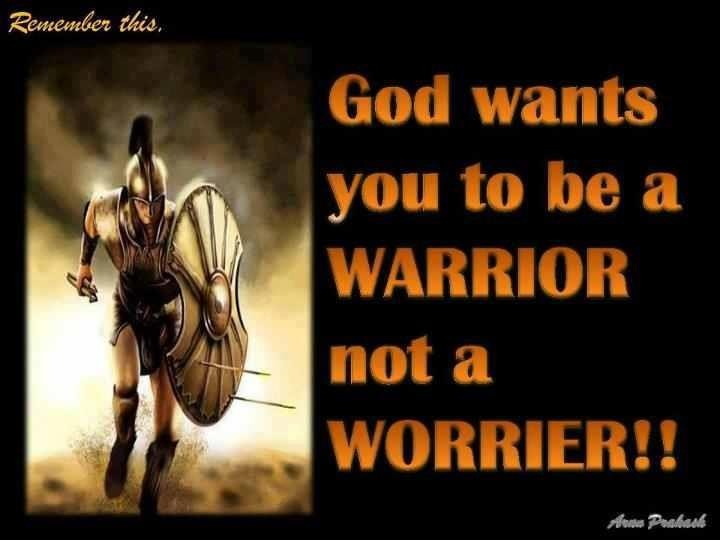 Remember this,
God wants
you to be a
WARRIOR
not a
WORRIER!!
Arun Prakash